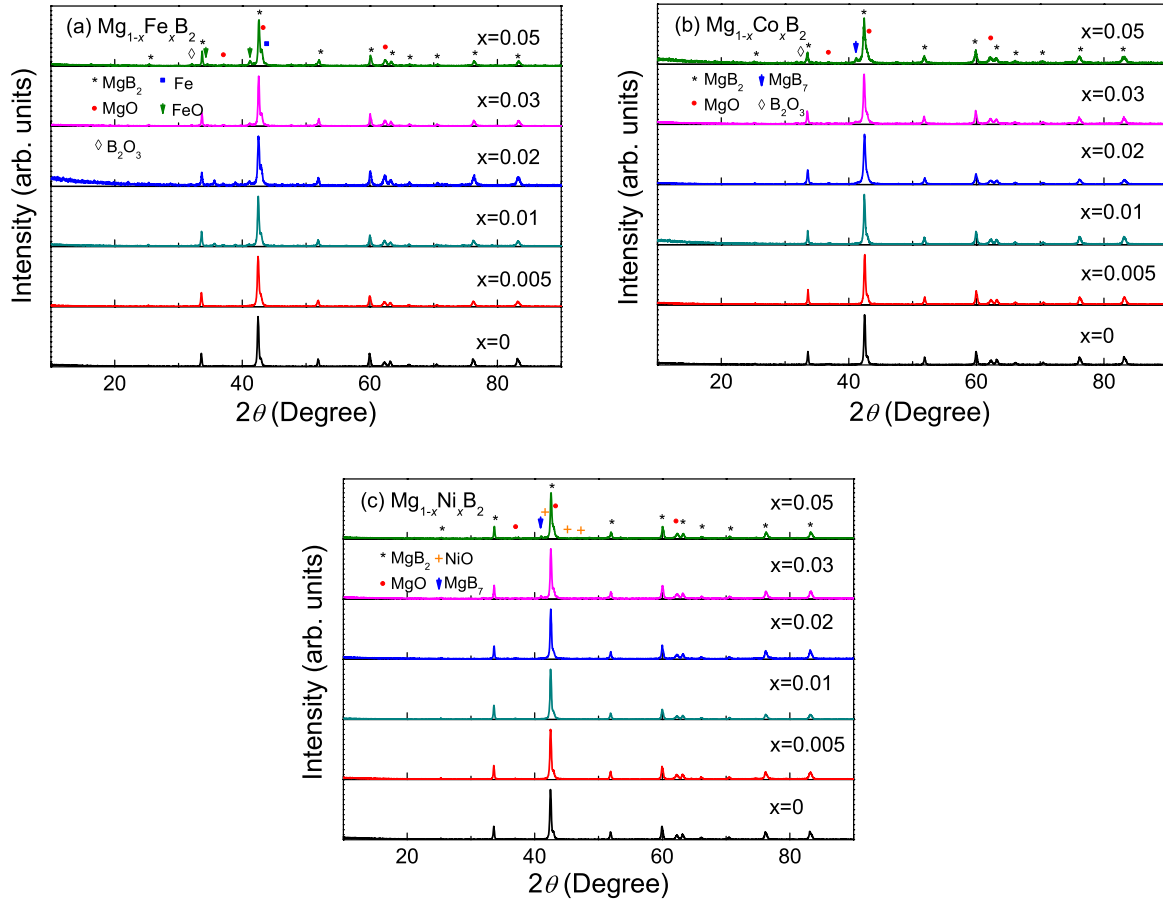 (a) Mg₁₋ₓFeₓB₂
x=0.05
* MgB₂ Fe
MgO FeO
◊ B₂O₃
x=0.03
x=0.02
x=0.01
x=0.005
x=0
Intensity (arb. units)
20 40 60 80
2θ (Degree)
(b) Mg₁₋ₓCoₓB₂
x=0.05
* MgB₂ MgB₇
MgO ◊ B₂O₃
x=0.03
x=0.02
x=0.01
x=0.005
x=0
Intensity (arb. units)
20 40 60 80
2θ (Degree)
(c) Mg₁₋ₓNiₓB₂
x=0.05
* MgB₂ + NiO
MgO MgB₇
x=0.03
x=0.02
x=0.01
x=0.005
x=0
Intensity (arb. units)
20 40 60 80
2θ (Degree)